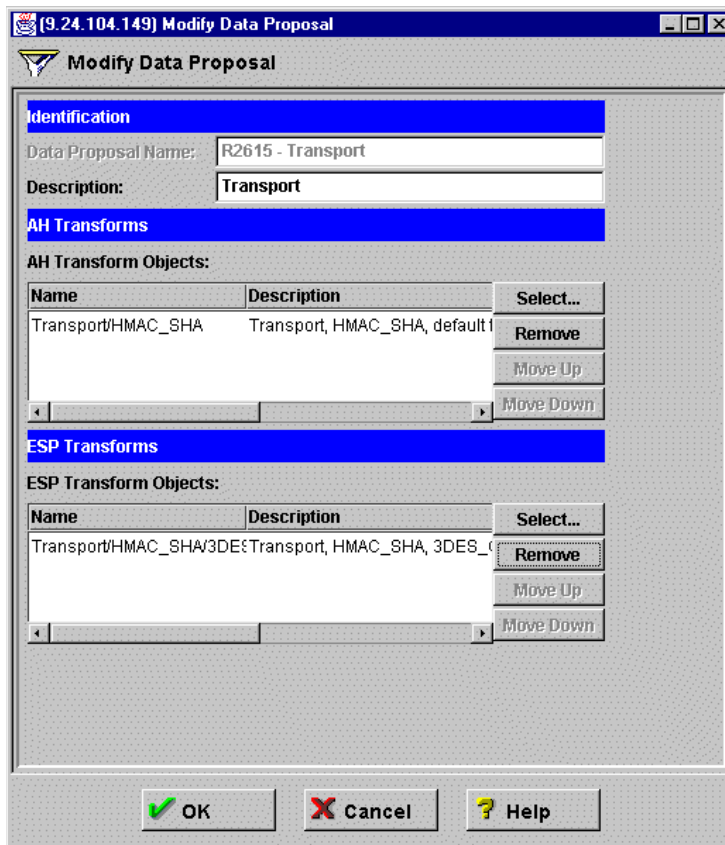 (9.24.104.149) Modify Data Proposal
Modify Data Proposal
Identification
Data Proposal Name: R2615 - Transport
Description: Transport
AH Transforms
AH Transform Objects:
Name Description Select...
Transport/HMAC_SHA Transport, HMAC_SHA, default Remove
Move Up
Move Down
ESP Transforms
ESP Transform Objects:
Name Description Select...
Transport/HMAC_SHA/3DES Transport, HMAC_SHA, 3DES_ Remove
Move Up
Move Down
OK Cancel Help